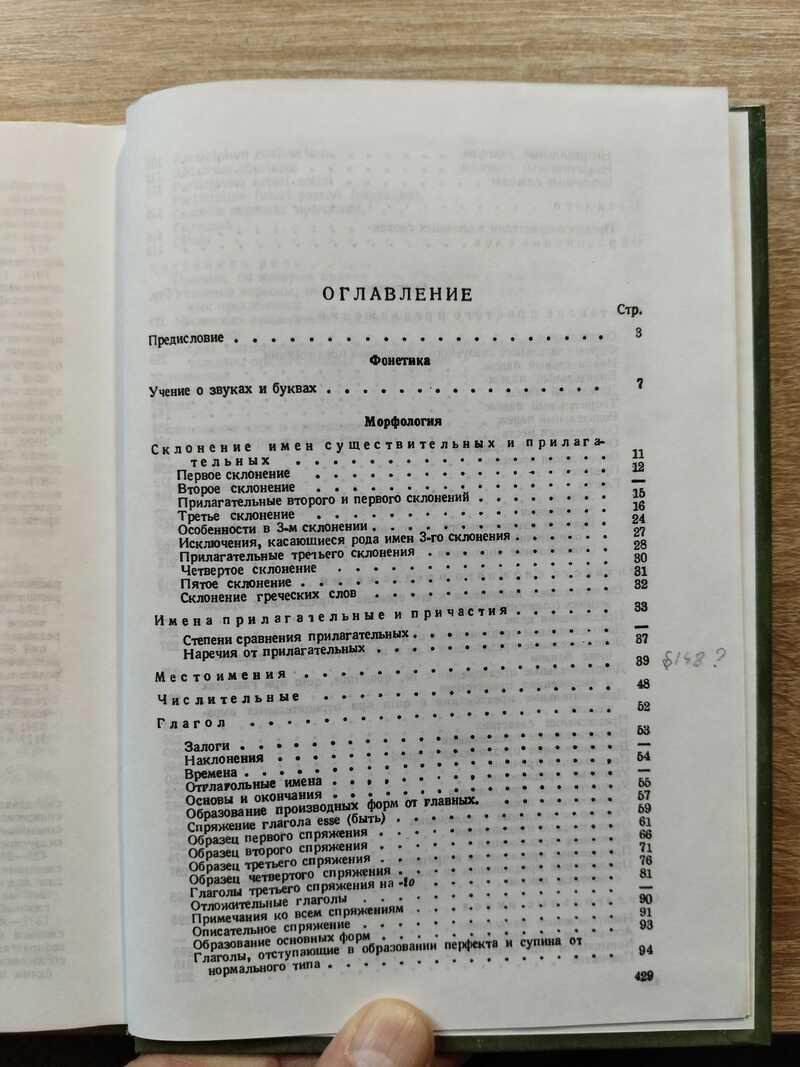 ОГЛАВЛЕНИЕ
Стр.
Предисловие . . . . . . . . . . . . . . . . . . . . . . . 3
Фонетика
Учение о звуках и буквах . . . . . . . . . . . . . . . . . 7
Морфология
Склонение имен существительных и прилага-
тельных . . . . . . . . . . . . . . . . . . . . 11
Первое склонение . . . . . . . . . . . . . . . . . . . 12
Второе склонение . . . . . . . . . . . . . . . . . . . —
Прилагательные второго и первого склонений . . . . . . . . 15
Третье склонение . . . . . . . . . . . . . . . . . . . 16
Особенности в 3-м склонении . . . . . . . . . . . . . . 24
Исключения, касающиеся рода имен 3-го склонения . . . . . . 27
Прилагательные третьего склонения . . . . . . . . . . . . 28
Четвертое склонение . . . . . . . . . . . . . . . . . . 30
Пятое склонение . . . . . . . . . . . . . . . . . . . . 31
Склонение греческих слов . . . . . . . . . . . . . . . . 32
Имена прилагательные и причастия . . . . . . 33
Степени сравнения прилагательных . . . . . . . . . . . . —
Наречия от прилагательных . . . . . . . . . . . . . . . 37
Местоимения . . . . . . . . . . . . . . . . . . . 39 §148?
Числительные . . . . . . . . . . . . . . . . . . 48
Глагол . . . . . . . . . . . . . . . . . . . . . . 52
Залоги . . . . . . . . . . . . . . . . . . . . . . . . 53
Наклонения . . . . . . . . . . . . . . . . . . . . . . —
Времена . . . . . . . . . . . . . . . . . . . . . . . 54
Отглагольные имена . . . . . . . . . . . . . . . . . . —
Основы и окончания . . . . . . . . . . . . . . . . . . 55
Образование производных форм от главных. . . . . . . . . 57
Спряжение глагола esse (быть) . . . . . . . . . . . . . . 59
Образец первого спряжения . . . . . . . . . . . . . . . 61
Образец второго спряжения . . . . . . . . . . . . . . . 66
Образец третьего спряжения . . . . . . . . . . . . . . . 71
Образец четвертого спряжения . . . . . . . . . . . . . . 76
Глаголы третьего спряжения на -io . . . . . . . . . . . . 81
Отложительные глаголы . . . . . . . . . . . . . . . . . —
Примечания ко всем спряжениям . . . . . . . . . . . . . 90
Описательное спряжение . . . . . . . . . . . . . . . . . 91
Образование основных форм . . . . . . . . . . . . . . . 93
Глаголы, отступающие в образовании перфекта и супина от
нормального типа . . . . . . . . . . . . . . . . . . 94
429